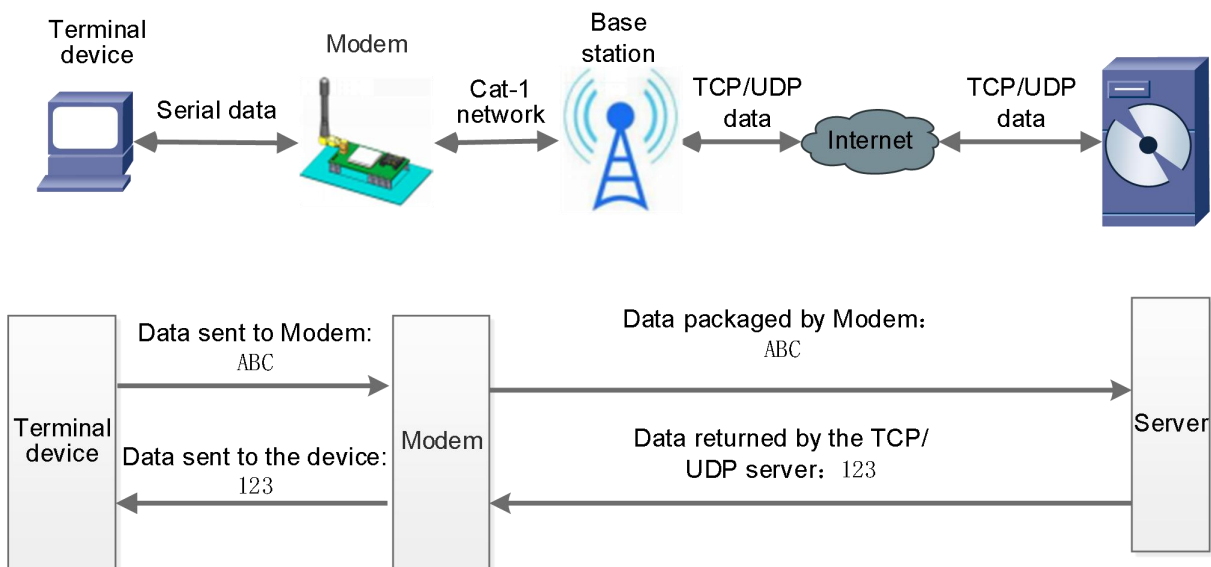 Terminal
device
Modem
Base
station
Serial data
Cat-1
network
TCP/UDP
data
Internet
TCP/UDP
data
Terminal
device
Data sent to Modem:
ABC
Data sent to the device:
123
Modem
Data packaged by Modem：
ABC
Data returned by the TCP/
UDP server：123
Server